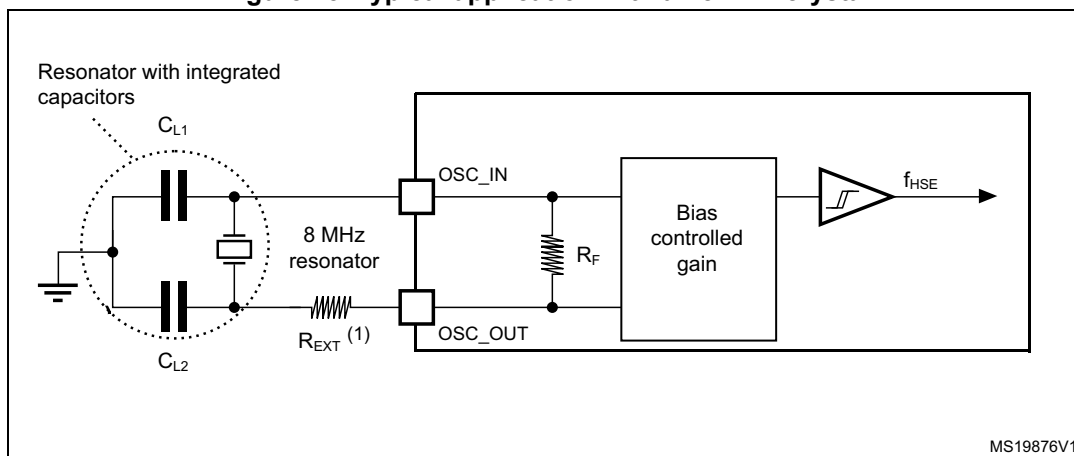 Resonator with integrated
capacitors
CL1
OSC_IN
fHSE
8 MHz
resonator
RF
Bias
controlled
gain
REXT (1)
OSC_OUT
CL2
MS19876V1